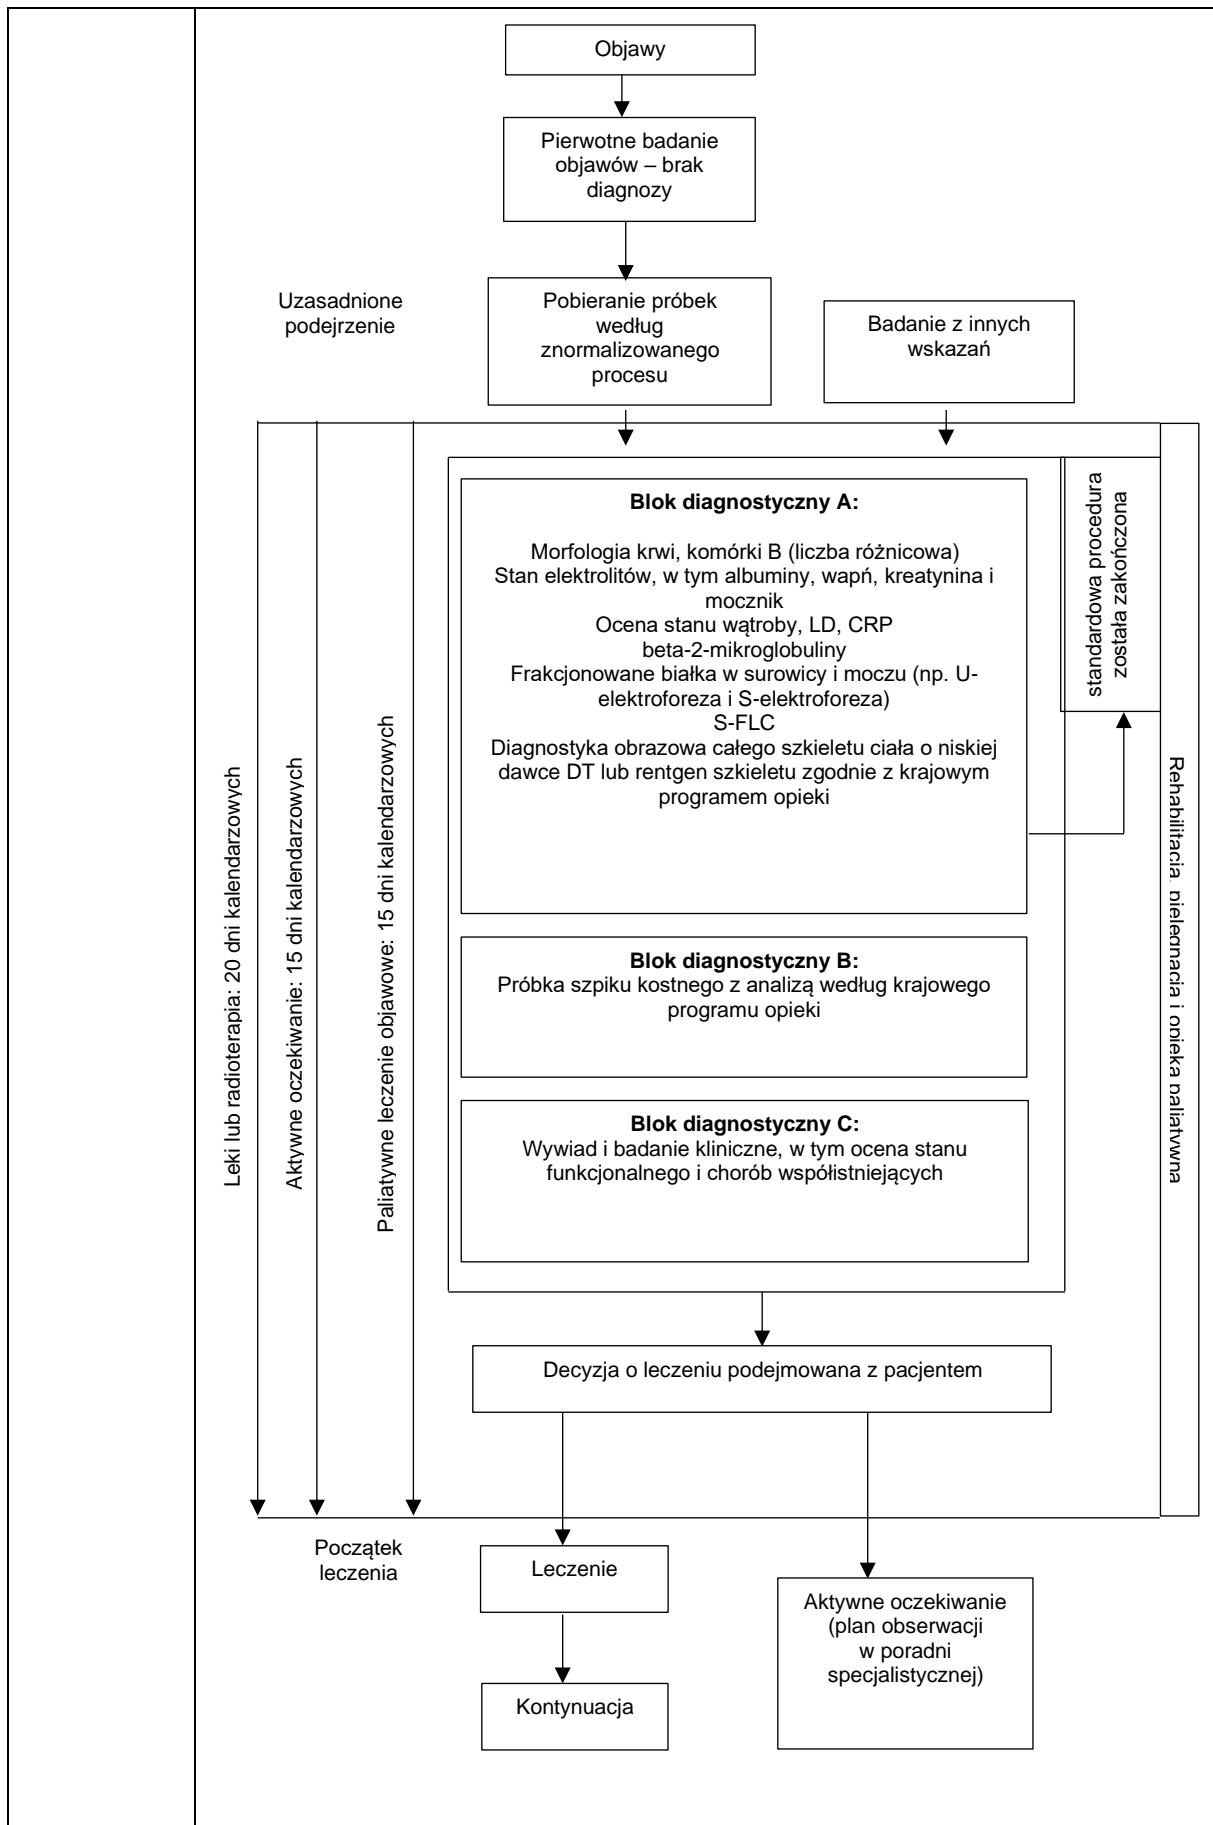 Objawy
Pierwotne badanie
objawów – brak
diagnozy
Uzasadnione
podejrzenie
Pobieranie próbek
według
znormalizowanego
procesu
Badanie z innych
wskazań
Leki lub radioterapia: 20 dni kalendarzowych
Aktywne oczekiwanie: 15 dni kalendarzowych
Paliatywne leczenie objawowe: 15 dni kalendarzowych
Blok diagnostyczny A:
Morfologia krwi, komórki B (liczba różnicowa)
Stan elektrolitów, w tym albuminy, wapń, kreatynina i
mocznik
Ocena stanu wątroby, LD, CRP
beta-2-mikroglobuliny
Frakcjonowane białka w surowicy i moczu (np. U-
elektroforeza i S-elektroforeza)
S-FLC
Diagnostyka obrazowa całego szkieletu ciała o niskiej
dawce DT lub rentgen szkieletu zgodnie z krajowym
programem opieki
standardowa procedura
została zakończona
Rehabilitacja, pielęgnacja i opieka paliatywna
Blok diagnostyczny B:
Próbka szpiku kostnego z analizą według krajowego
programu opieki
Blok diagnostyczny C:
Wywiad i badanie kliniczne, w tym ocena stanu
funkcjonalnego i chorób współistniejących
Decyzja o leczeniu podejmowana z pacjentem
Początek
leczenia
Leczenie
Aktywne oczekiwanie
(plan obserwacji
w poradni
specjalistycznej)
Kontynuacja